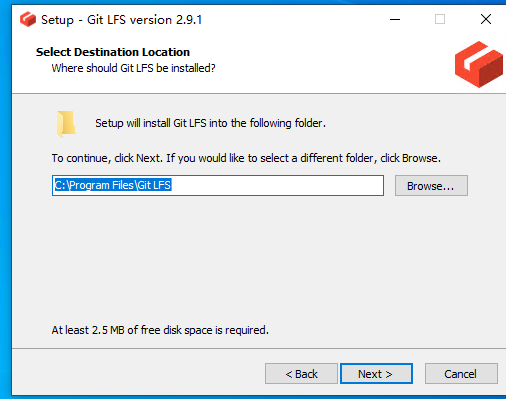 Setup - Git LFS version 2.9.1
Select Destination Location
Where should Git LFS be installed?
Setup will install Git LFS into the following folder.
To continue, click Next. If you would like to select a different folder, click Browse.
C:\Program Files\Git LFS
Browse...
At least 2.5 MB of free disk space is required.
< Back
Next >
Cancel